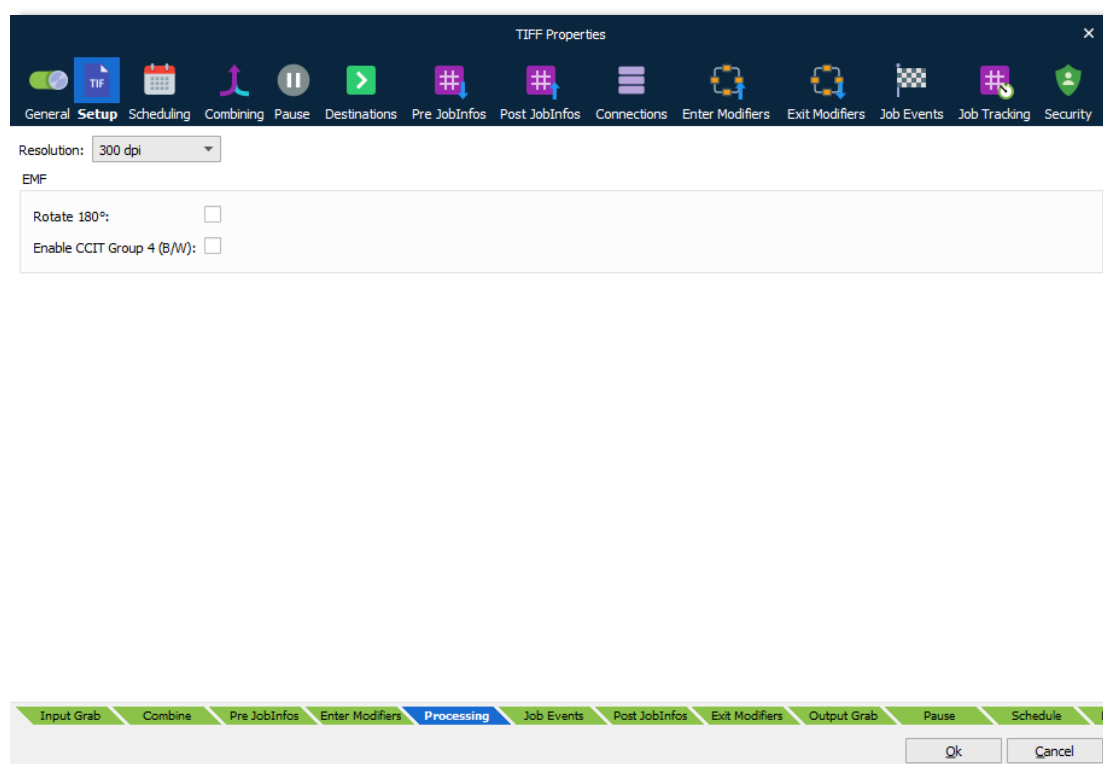 TIFF Properties
TIF
General Setup Scheduling Combining Pause Destinations Pre JobInfos Post JobInfos Connections Enter Modifiers Exit Modifiers Job Events Job Tracking Security
Resolution: 300 dpi
EMF
Rotate 180°:
Enable CCIT Group 4 (B/W):
Input Grab Combine Pre JobInfos Enter Modifiers Processing Job Events Post JobInfos Exit Modifiers Output Grab Pause Schedule
Ok Cancel